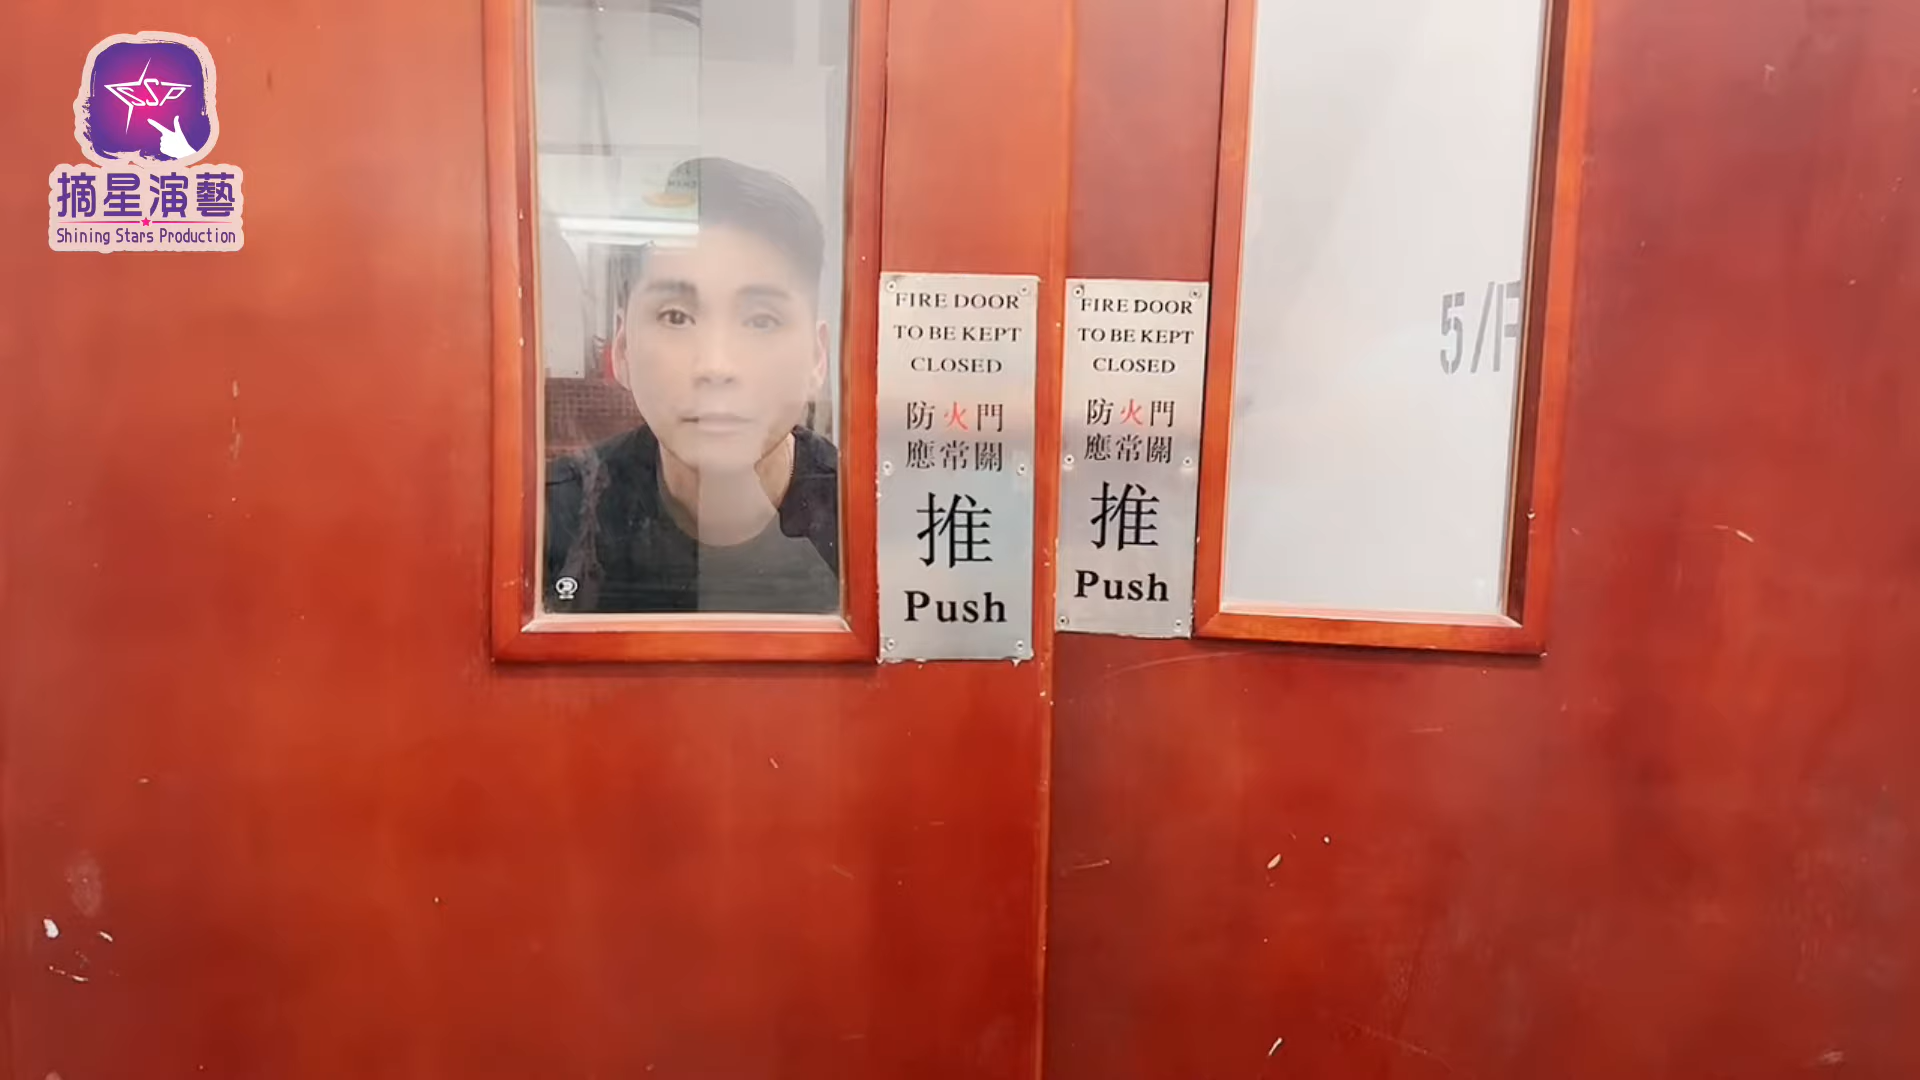 SSP
摘星演藝
Shining Stars Production
FIRE DOOR
TO BE KEPT
CLOSED
防火門
應常關
推
Push
FIRE DOOR
TO BE KEPT
CLOSED
防火門
應常關
推
Push
5/F